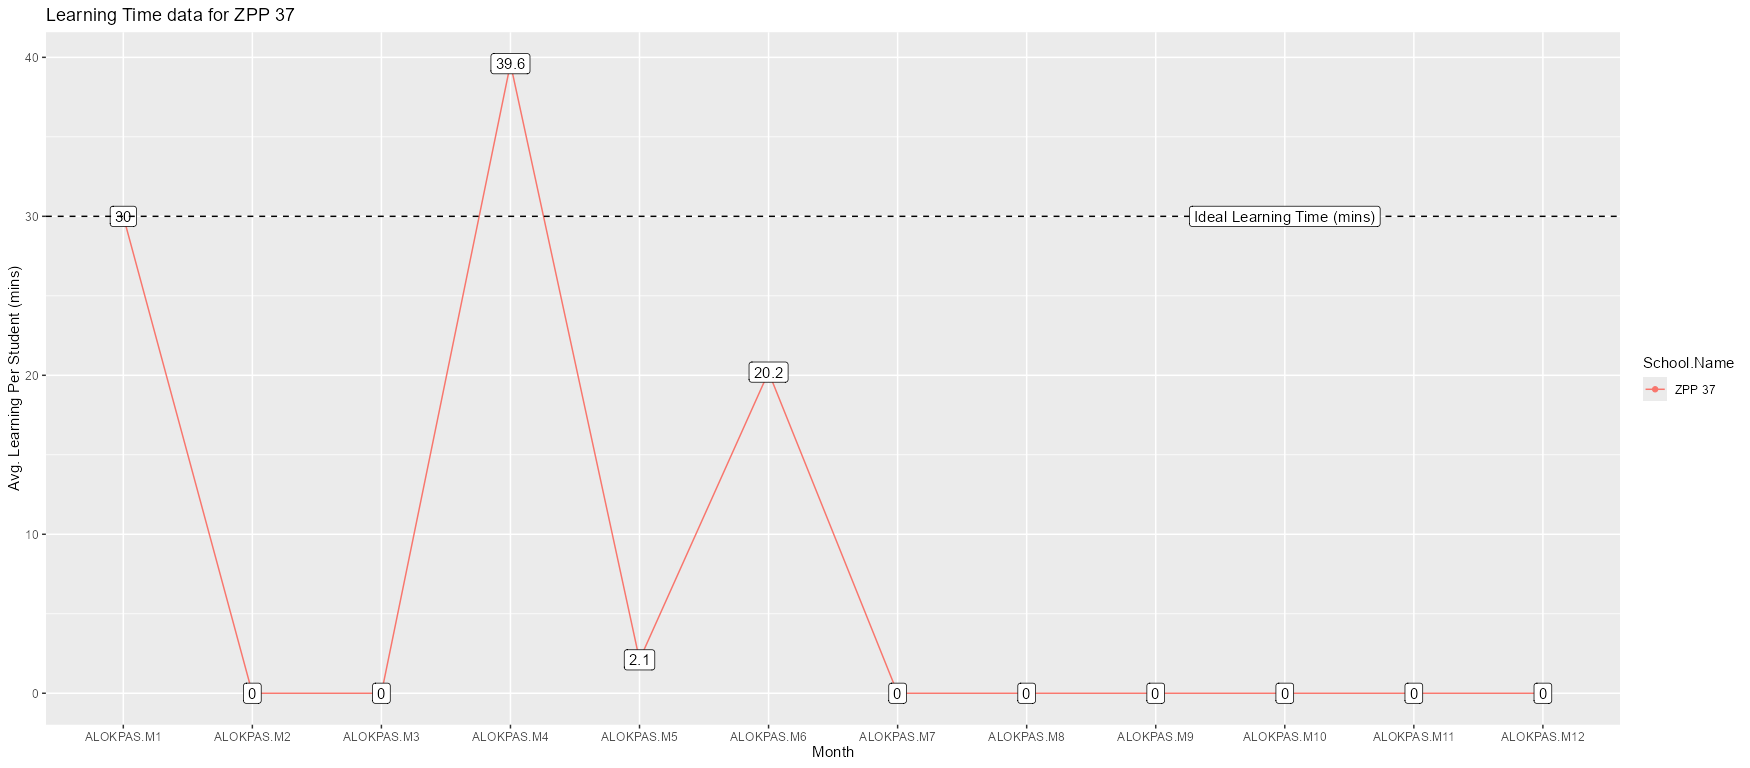 Learning Time data for ZPP 37
40
30
20
10
0
Avg. Learning Per Student (mins)
30
0
0
39.6
2.1
20.2
0
0
0
0
0
0
Ideal Learning Time (mins)
ALOKPAS.M1 ALOKPAS.M2 ALOKPAS.M3 ALOKPAS.M4 ALOKPAS.M5 ALOKPAS.M6 ALOKPAS.M7 ALOKPAS.M8 ALOKPAS.M9 ALOKPAS.M10 ALOKPAS.M11 ALOKPAS.M12
Month
School.Name
ZPP 37